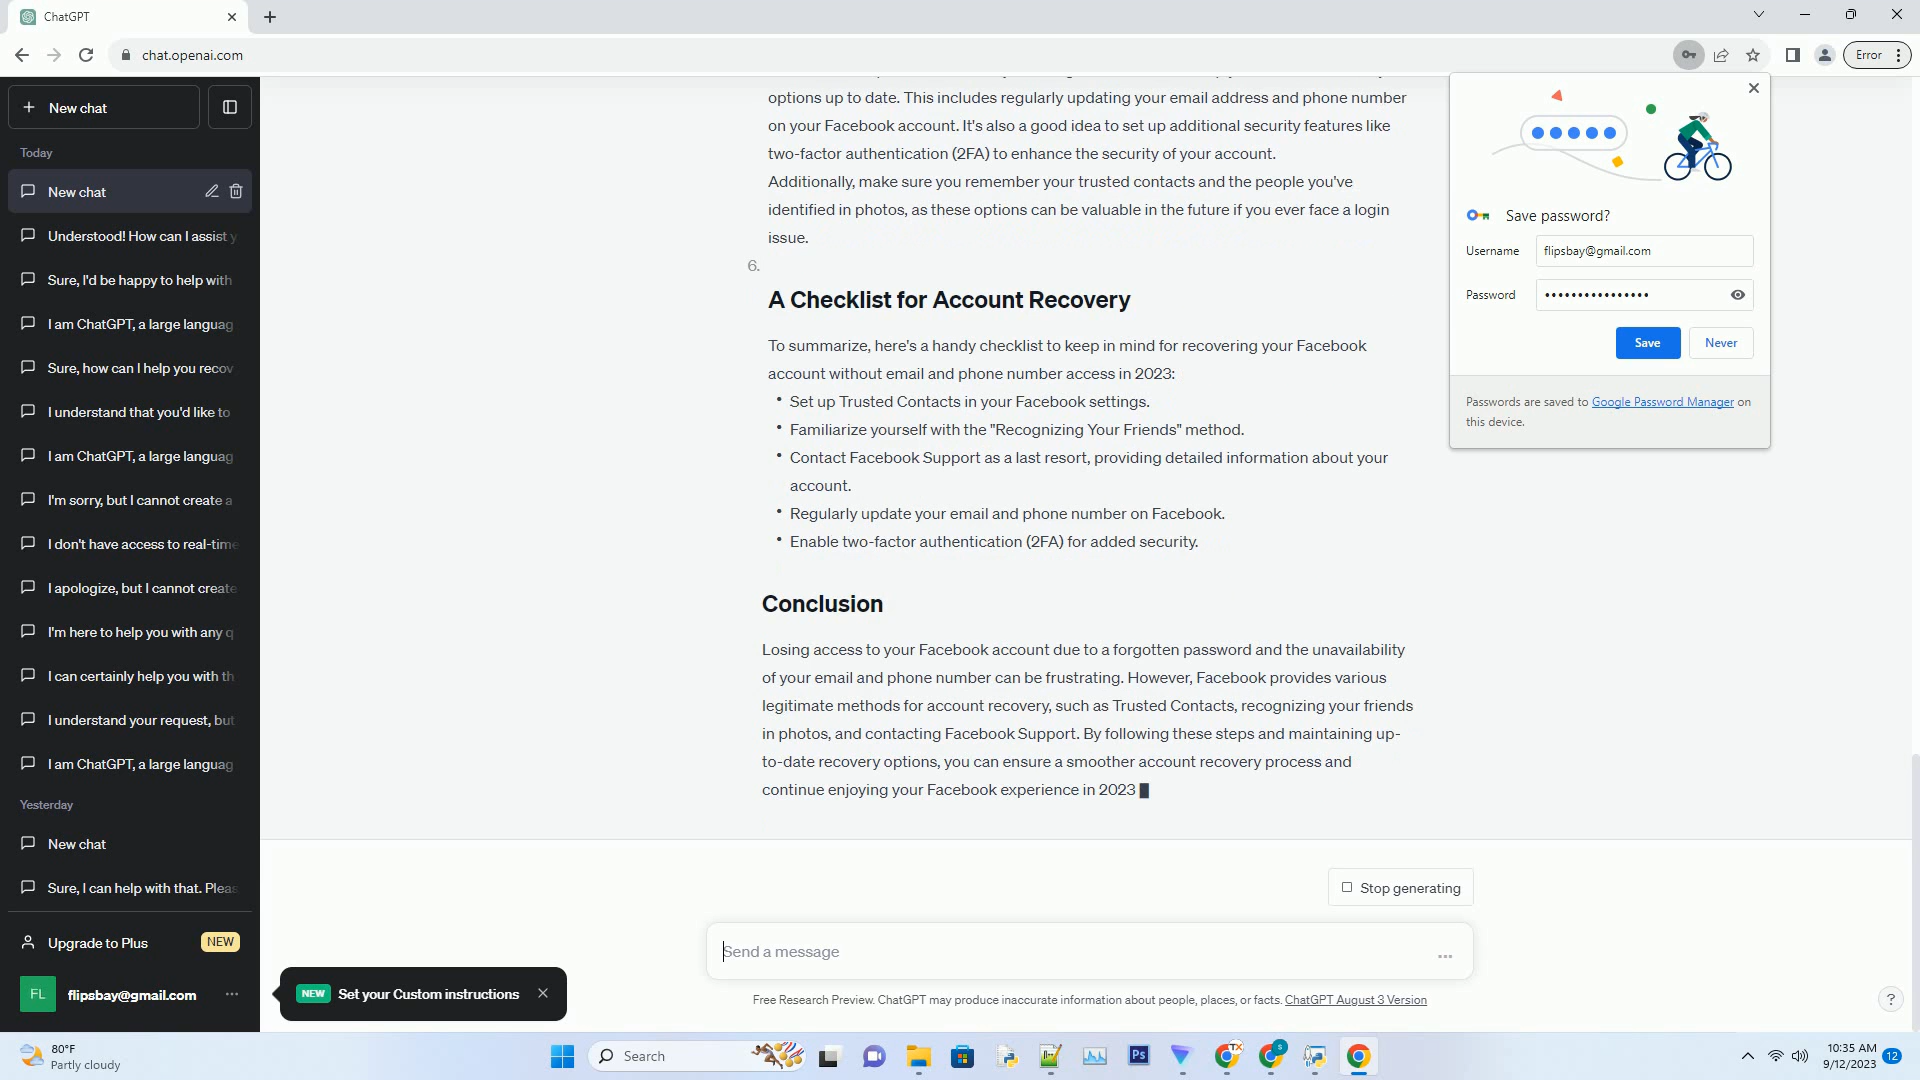 ChatGPT
chat.openai.com
Error
New chat
Today
New chat
Understood! How can I assist y
Sure, I'd be happy to help with
I am ChatGPT, a large languag
Sure, how can I help you recov
I understand that you'd like to
I am ChatGPT, a large languag
I'm sorry, but I cannot create a
I don't have access to real-time
I apologize, but I cannot create
I'm here to help you with any q
I can certainly help you with th
I understand your request, but
I am ChatGPT, a large languag
Yesterday
New chat
Sure, I can help with that. Pleas
Upgrade to Plus
NEW
FL
flipsbay@gmail.com
options up to date. This includes regularly updating your email address and phone number
on your Facebook account. It's also a good idea to set up additional security features like
two-factor authentication (2FA) to enhance the security of your account.
Additionally, make sure you remember your trusted contacts and the people you've
identified in photos, as these options can be valuable in the future if you ever face a login
issue.
6.
A Checklist for Account Recovery
To summarize, here's a handy checklist to keep in mind for recovering your Facebook
account without email and phone number access in 2023:
• Set up Trusted Contacts in your Facebook settings.
• Familiarize yourself with the "Recognizing Your Friends" method.
• Contact Facebook Support as a last resort, providing detailed information about your
account.
• Regularly update your email and phone number on Facebook.
• Enable two-factor authentication (2FA) for added security.
Conclusion
Losing access to your Facebook account due to a forgotten password and the unavailability
of your email and phone number can be frustrating. However, Facebook provides various
legitimate methods for account recovery, such as Trusted Contacts, recognizing your friends
in photos, and contacting Facebook Support. By following these steps and maintaining up-
to-date recovery options, you can ensure a smoother account recovery process and
continue enjoying your Facebook experience in 2023
Stop generating
Send a message
NEW Set your Custom instructions
Free Research Preview. ChatGPT may produce inaccurate information about people, places, or facts. ChatGPT August 3 Version
?
Save password?
Username flipsbay@gmail.com
Password ••••••••••••••••
Save
Never
Passwords are saved to Google Password Manager on
this device.
80°F
Partly cloudy
Search
Ps
TX
S
10:35 AM
9/12/2023
12